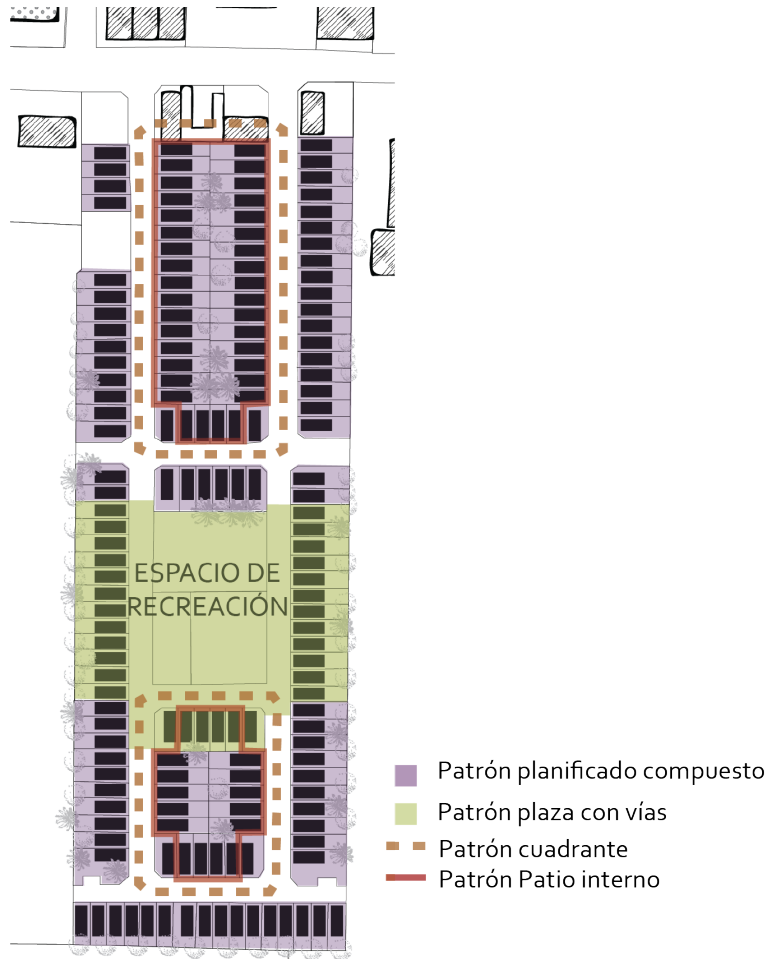 ESPACIO DE
RECREACIÓN
Patrón planificado compuesto
Patrón plaza con vías
Patrón cuadrante
Patrón Patio interno